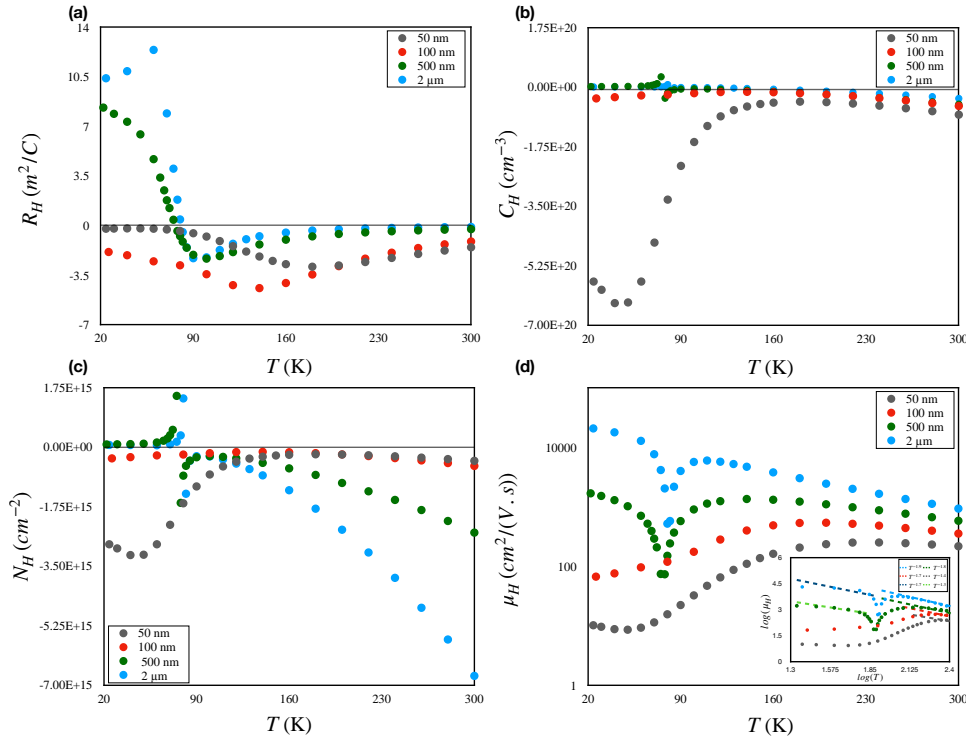 (a)
14
10.5
7
3.5
0
-3.5
-7
R_H (m²/C)
20 90 160 230 300
T (K)
50 nm
100 nm
500 nm
2 µm
(b)
1.75E+20
0.00E+00
-1.75E+20
-3.50E+20
-5.25E+20
-7.00E+20
C_H (cm⁻³)
20 90 160 230 300
T (K)
50 nm
100 nm
500 nm
2 µm
(c)
1.75E+15
0.00E+00
-1.75E+15
-3.50E+15
-5.25E+15
-7.00E+15
N_H (cm⁻²)
20 90 160 230 300
T (K)
50 nm
100 nm
500 nm
2 µm
(d)
10000
100
1
μ_H (cm²/(V. s))
20 90 160 230 300
T (K)
50 nm
100 nm
500 nm
2 µm
6
4.5
3
1.5
0
log(μ_H)
1.3 1.575 1.85 2.125 2.4
log(T)